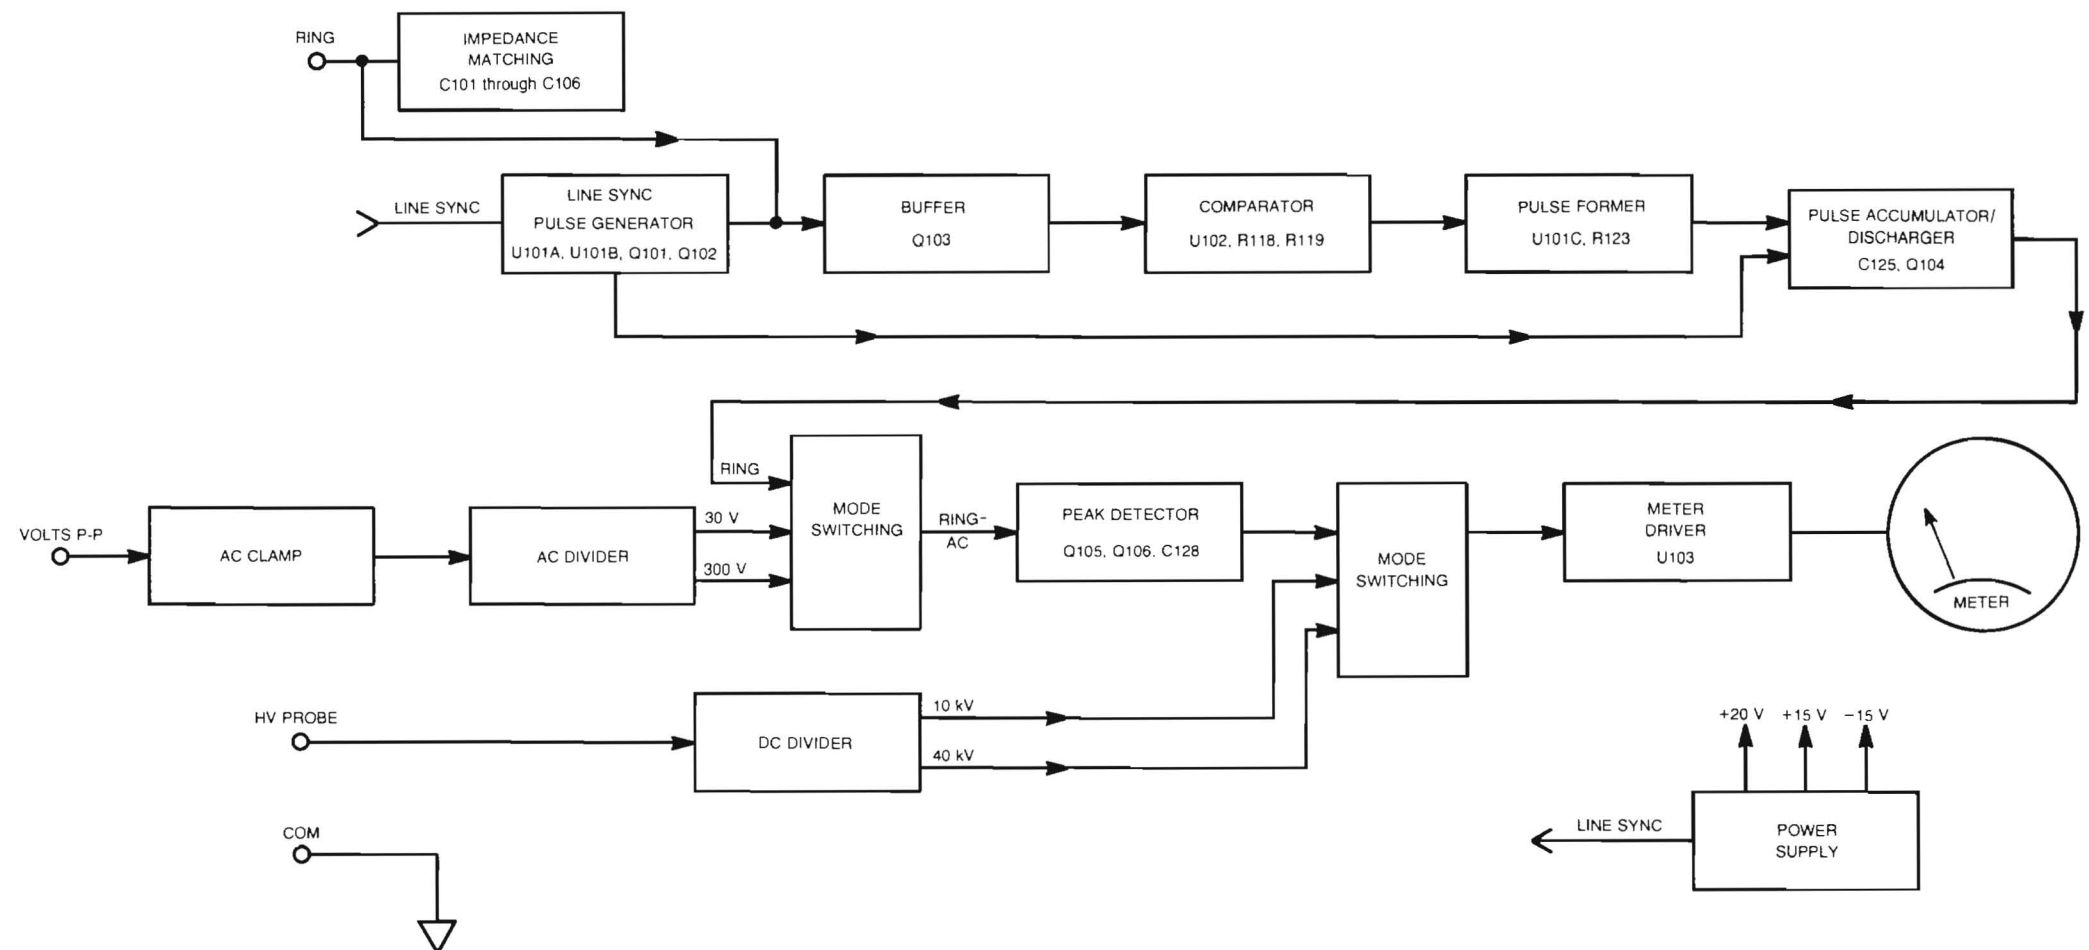 RING
IMPEDANCE
MATCHING
C101 through C106
LINE SYNC
LINE SYNC
PULSE GENERATOR
U101A, U101B, Q101, Q102
BUFFER
Q103
COMPARATOR
U102, R118, R119
PULSE FORMER
U101C, R123
PULSE ACCUMULATOR/
DISCHARGER
C125, Q104
VOLTS P-P
AC CLAMP
AC DIVIDER
RING
30 V
300 V
MODE
SWITCHING
RING-
AC
PEAK DETECTOR
Q105, Q106, C128
MODE
SWITCHING
METER
DRIVER
U103
METER
HV PROBE
DC DIVIDER
10 kV
40 kV
COM
+20 V
+15 V
−15 V
LINE SYNC
POWER
SUPPLY